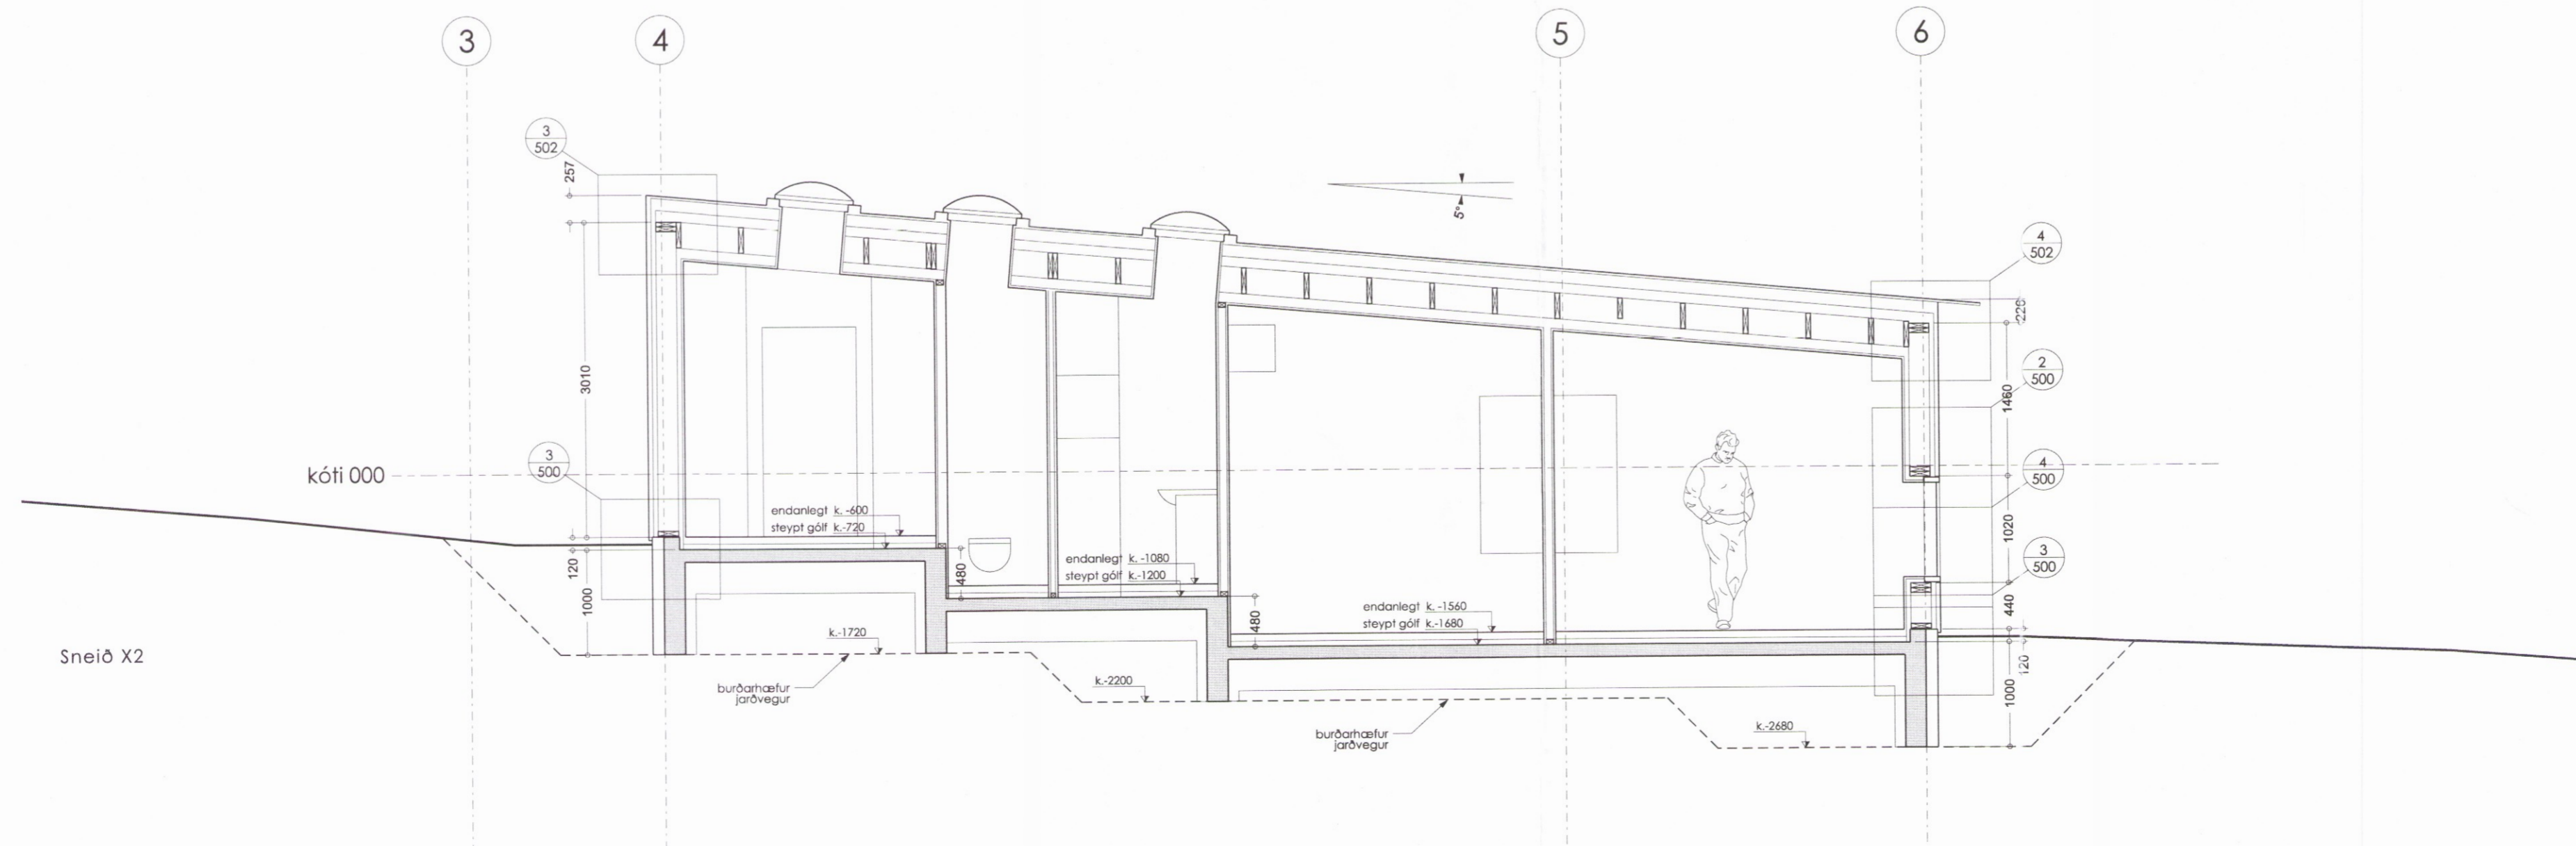 3
4
5
6
3
502
257
5°
4
502
226
3010
2
500
1460
3
500
kóti 000
4
500
endanlegt k. -600
steypt gólf k.-720
1020
480
endanlegt k. -1080
steypt gólf k.-1200
3
500
120
1000
480
endanlegt k. -1560
steypt gólf k.-1680
440
k.-1720
Sneið X2
120
burðarhæfur
jarðvegur
k.-2200
1000
burðarhæfur
jarðvegur
k.-2680